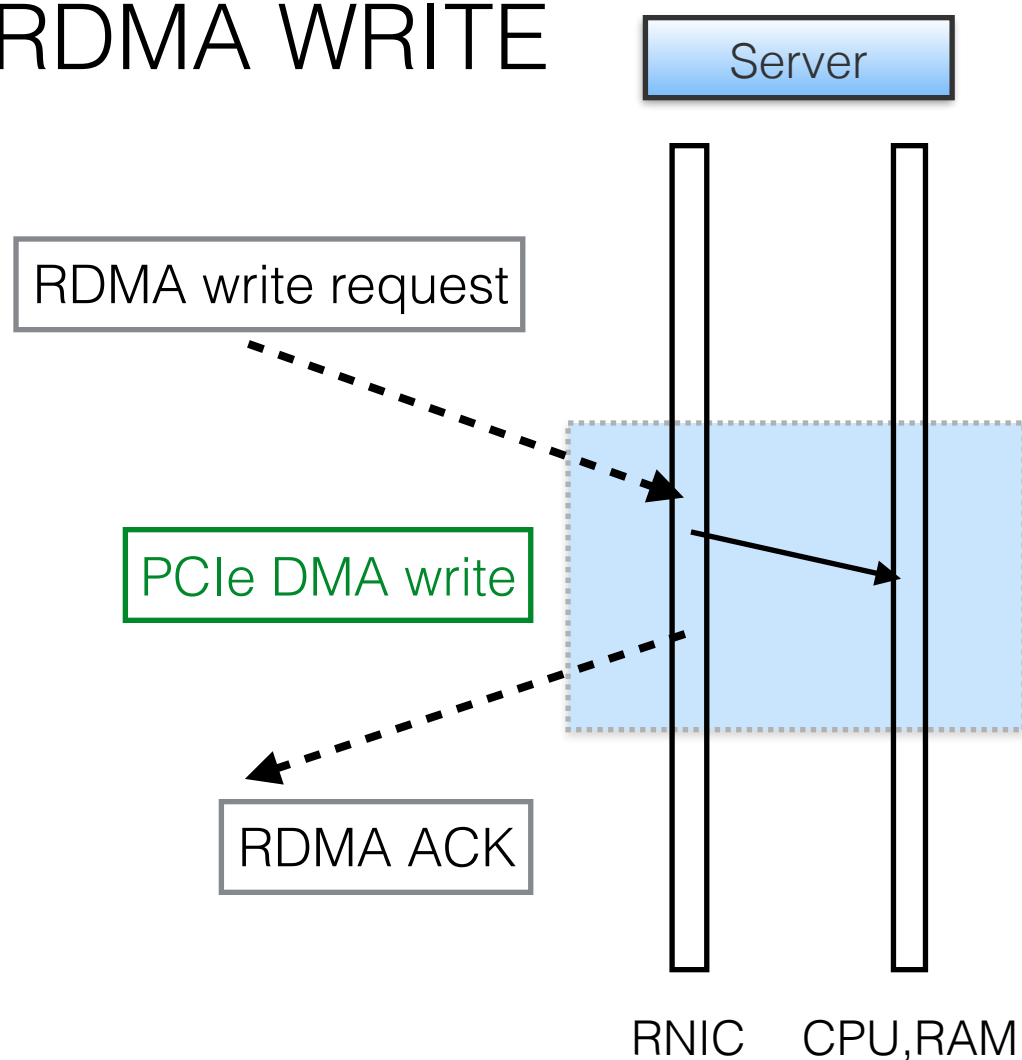 RDMA WRITE
Server
RDMA write request
PCIe DMA write
RDMA ACK
RNIC
CPU,RAM